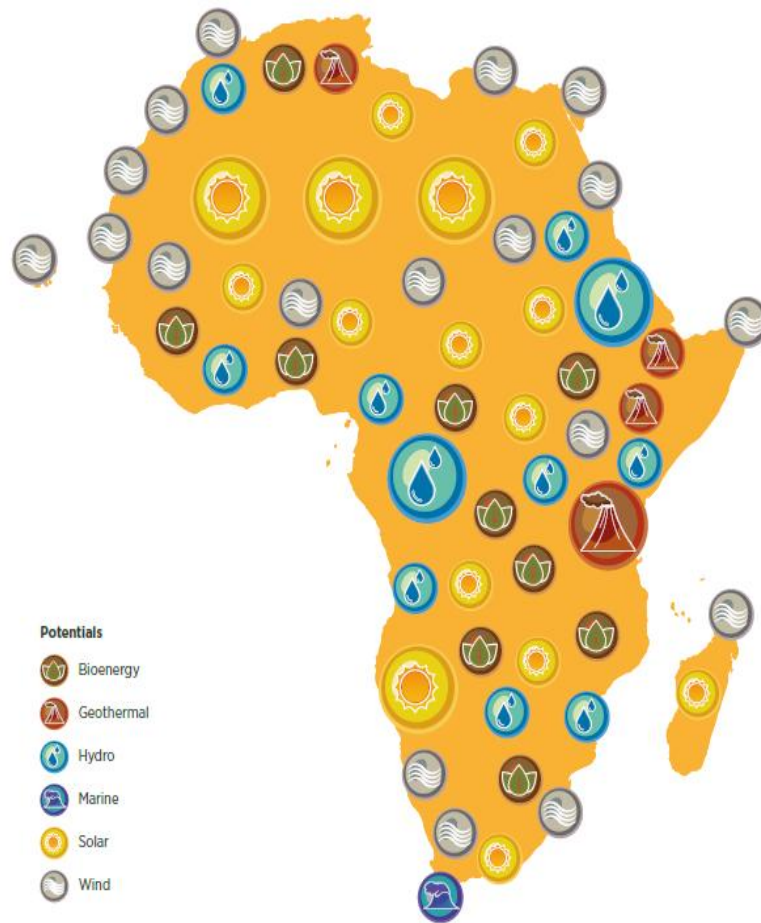 Potentials
Bioenergy
Geothermal
Hydro
Marine
Solar
Wind